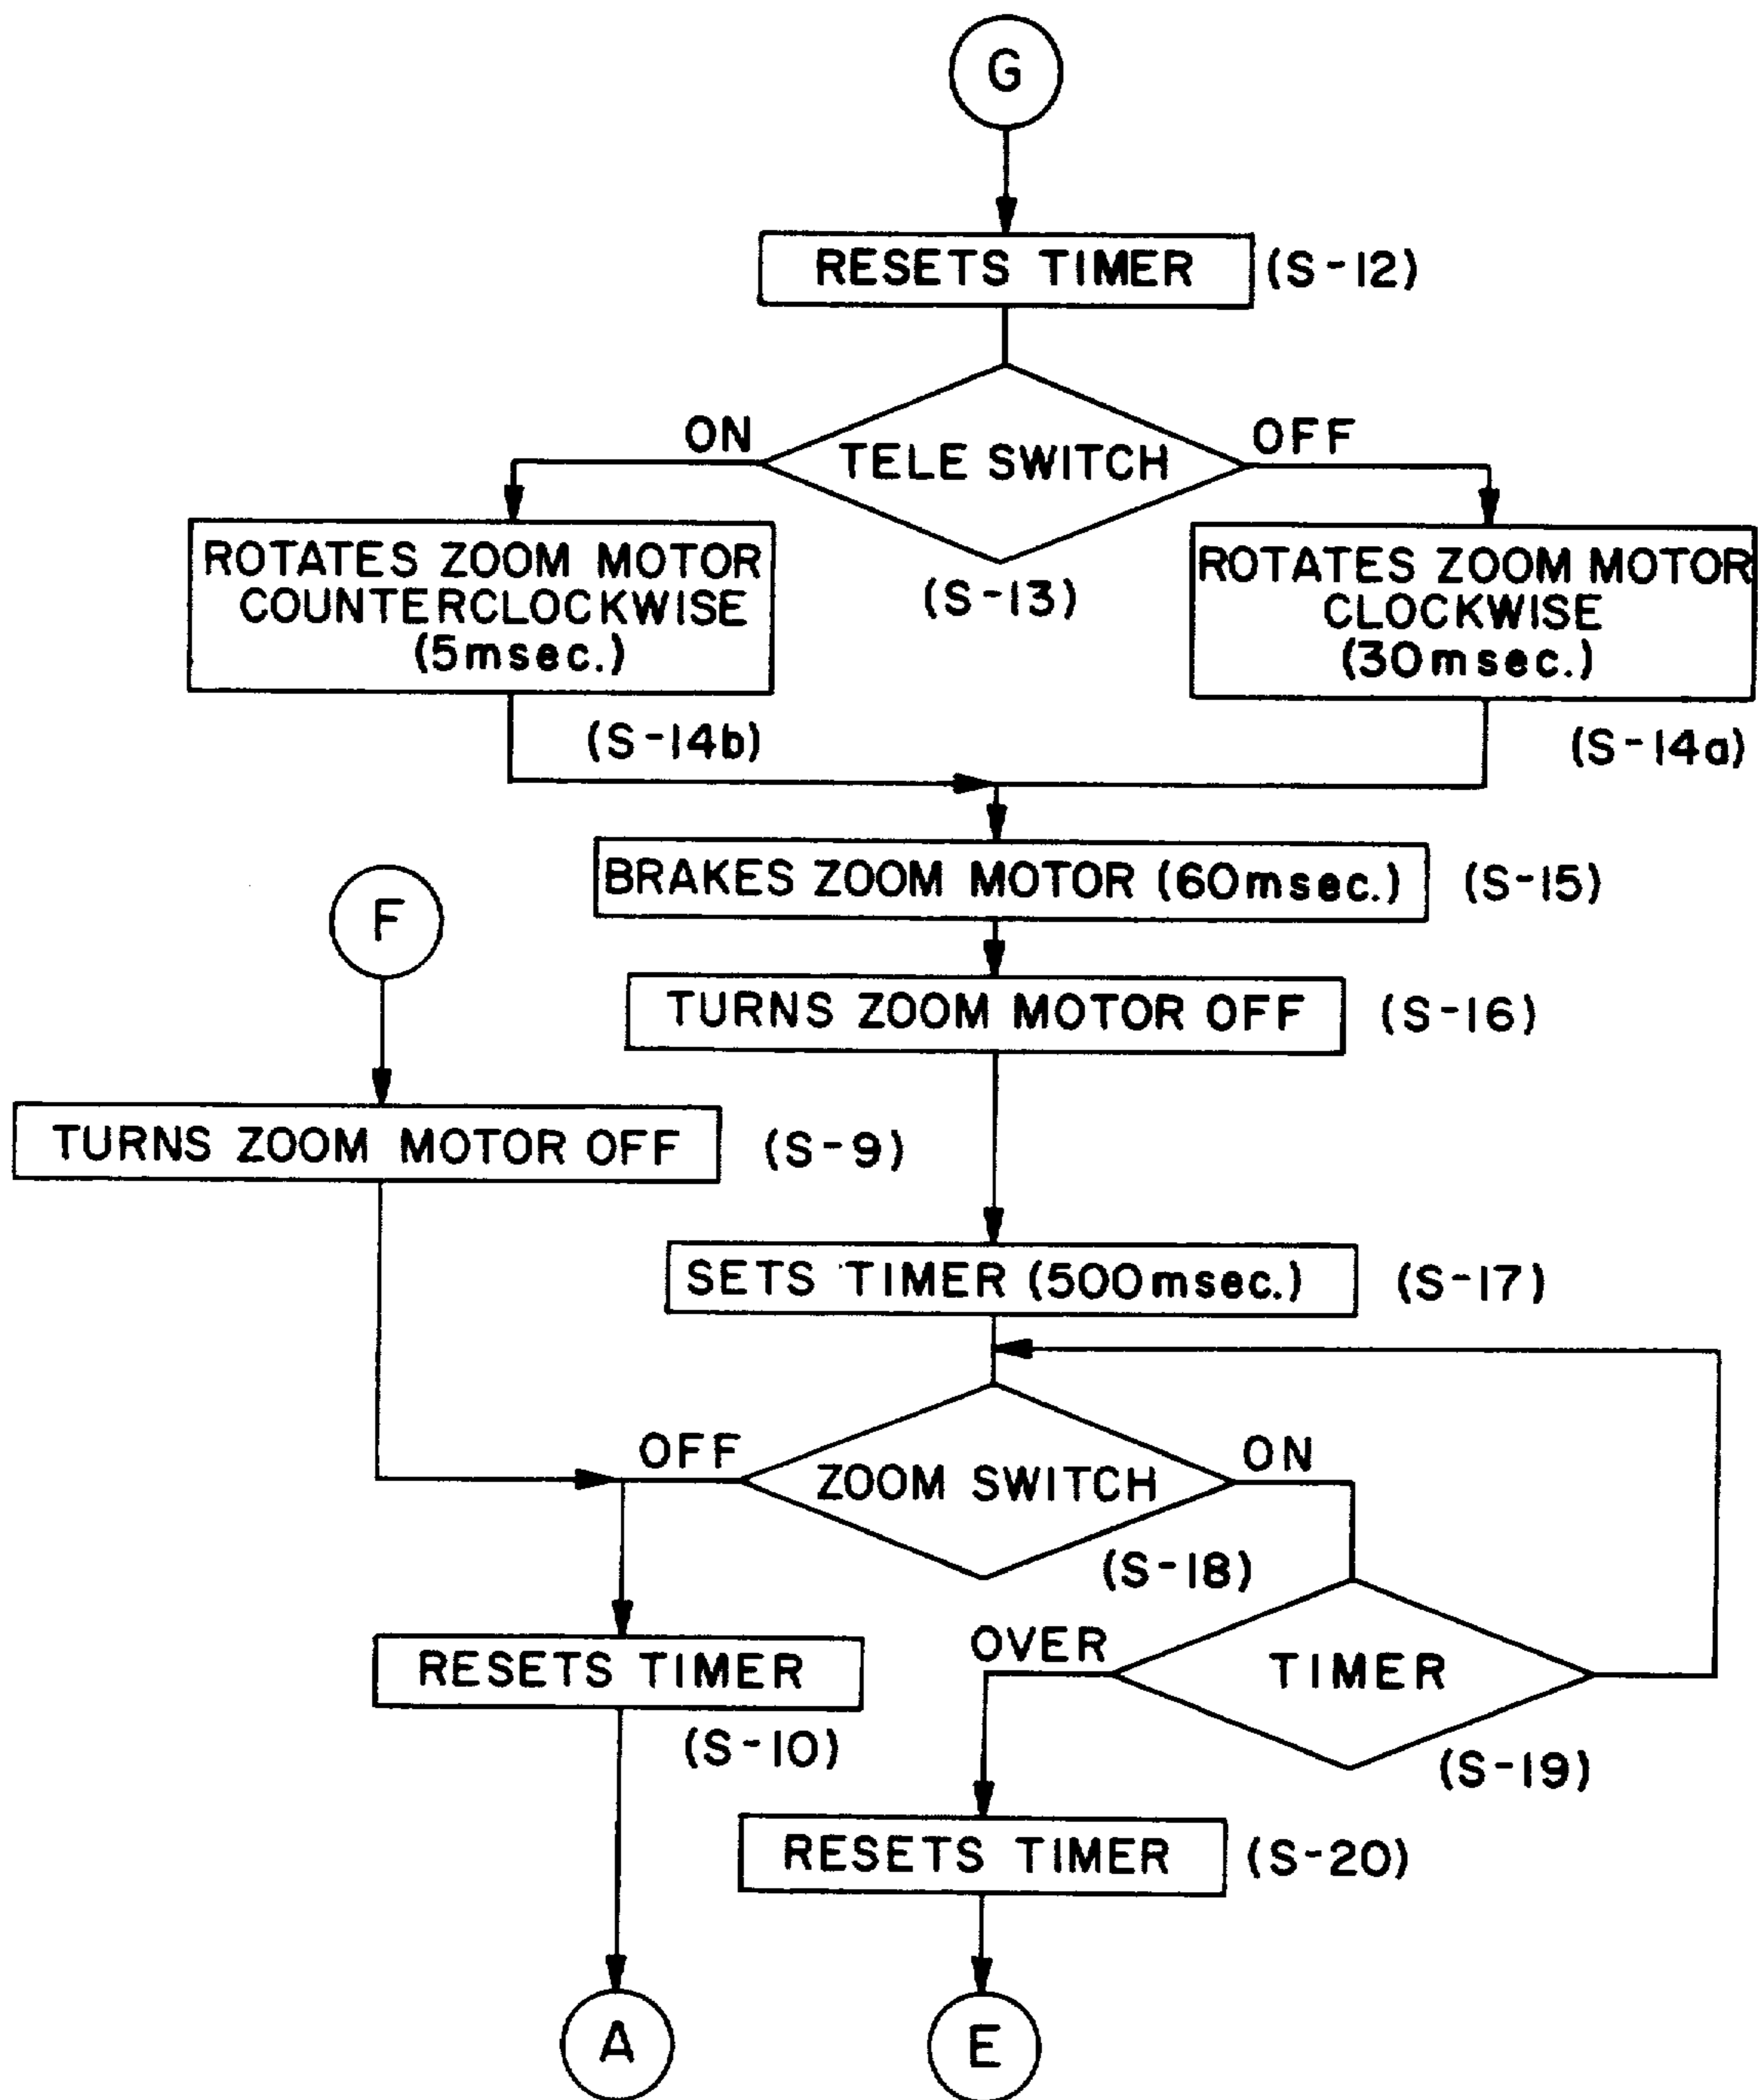 G
RESETS TIMER (S-12)
ON
TELE SWITCH
OFF
(S-13)
ROTATES ZOOM MOTOR
COUNTERCLOCKWISE
(5msec.)
(S-14b)
ROTATES ZOOM MOTOR
CLOCKWISE
(30msec.)
(S-14a)
BRAKES ZOOM MOTOR (60msec.) (S-15)
F
TURNS ZOOM MOTOR OFF (S-16)
TURNS ZOOM MOTOR OFF (S-9)
SETS TIMER (500msec.) (S-17)
OFF
ZOOM SWITCH
ON
(S-18)
RESETS TIMER
(S-10)
OVER
TIMER
(S-19)
RESETS TIMER (S-20)
A
E